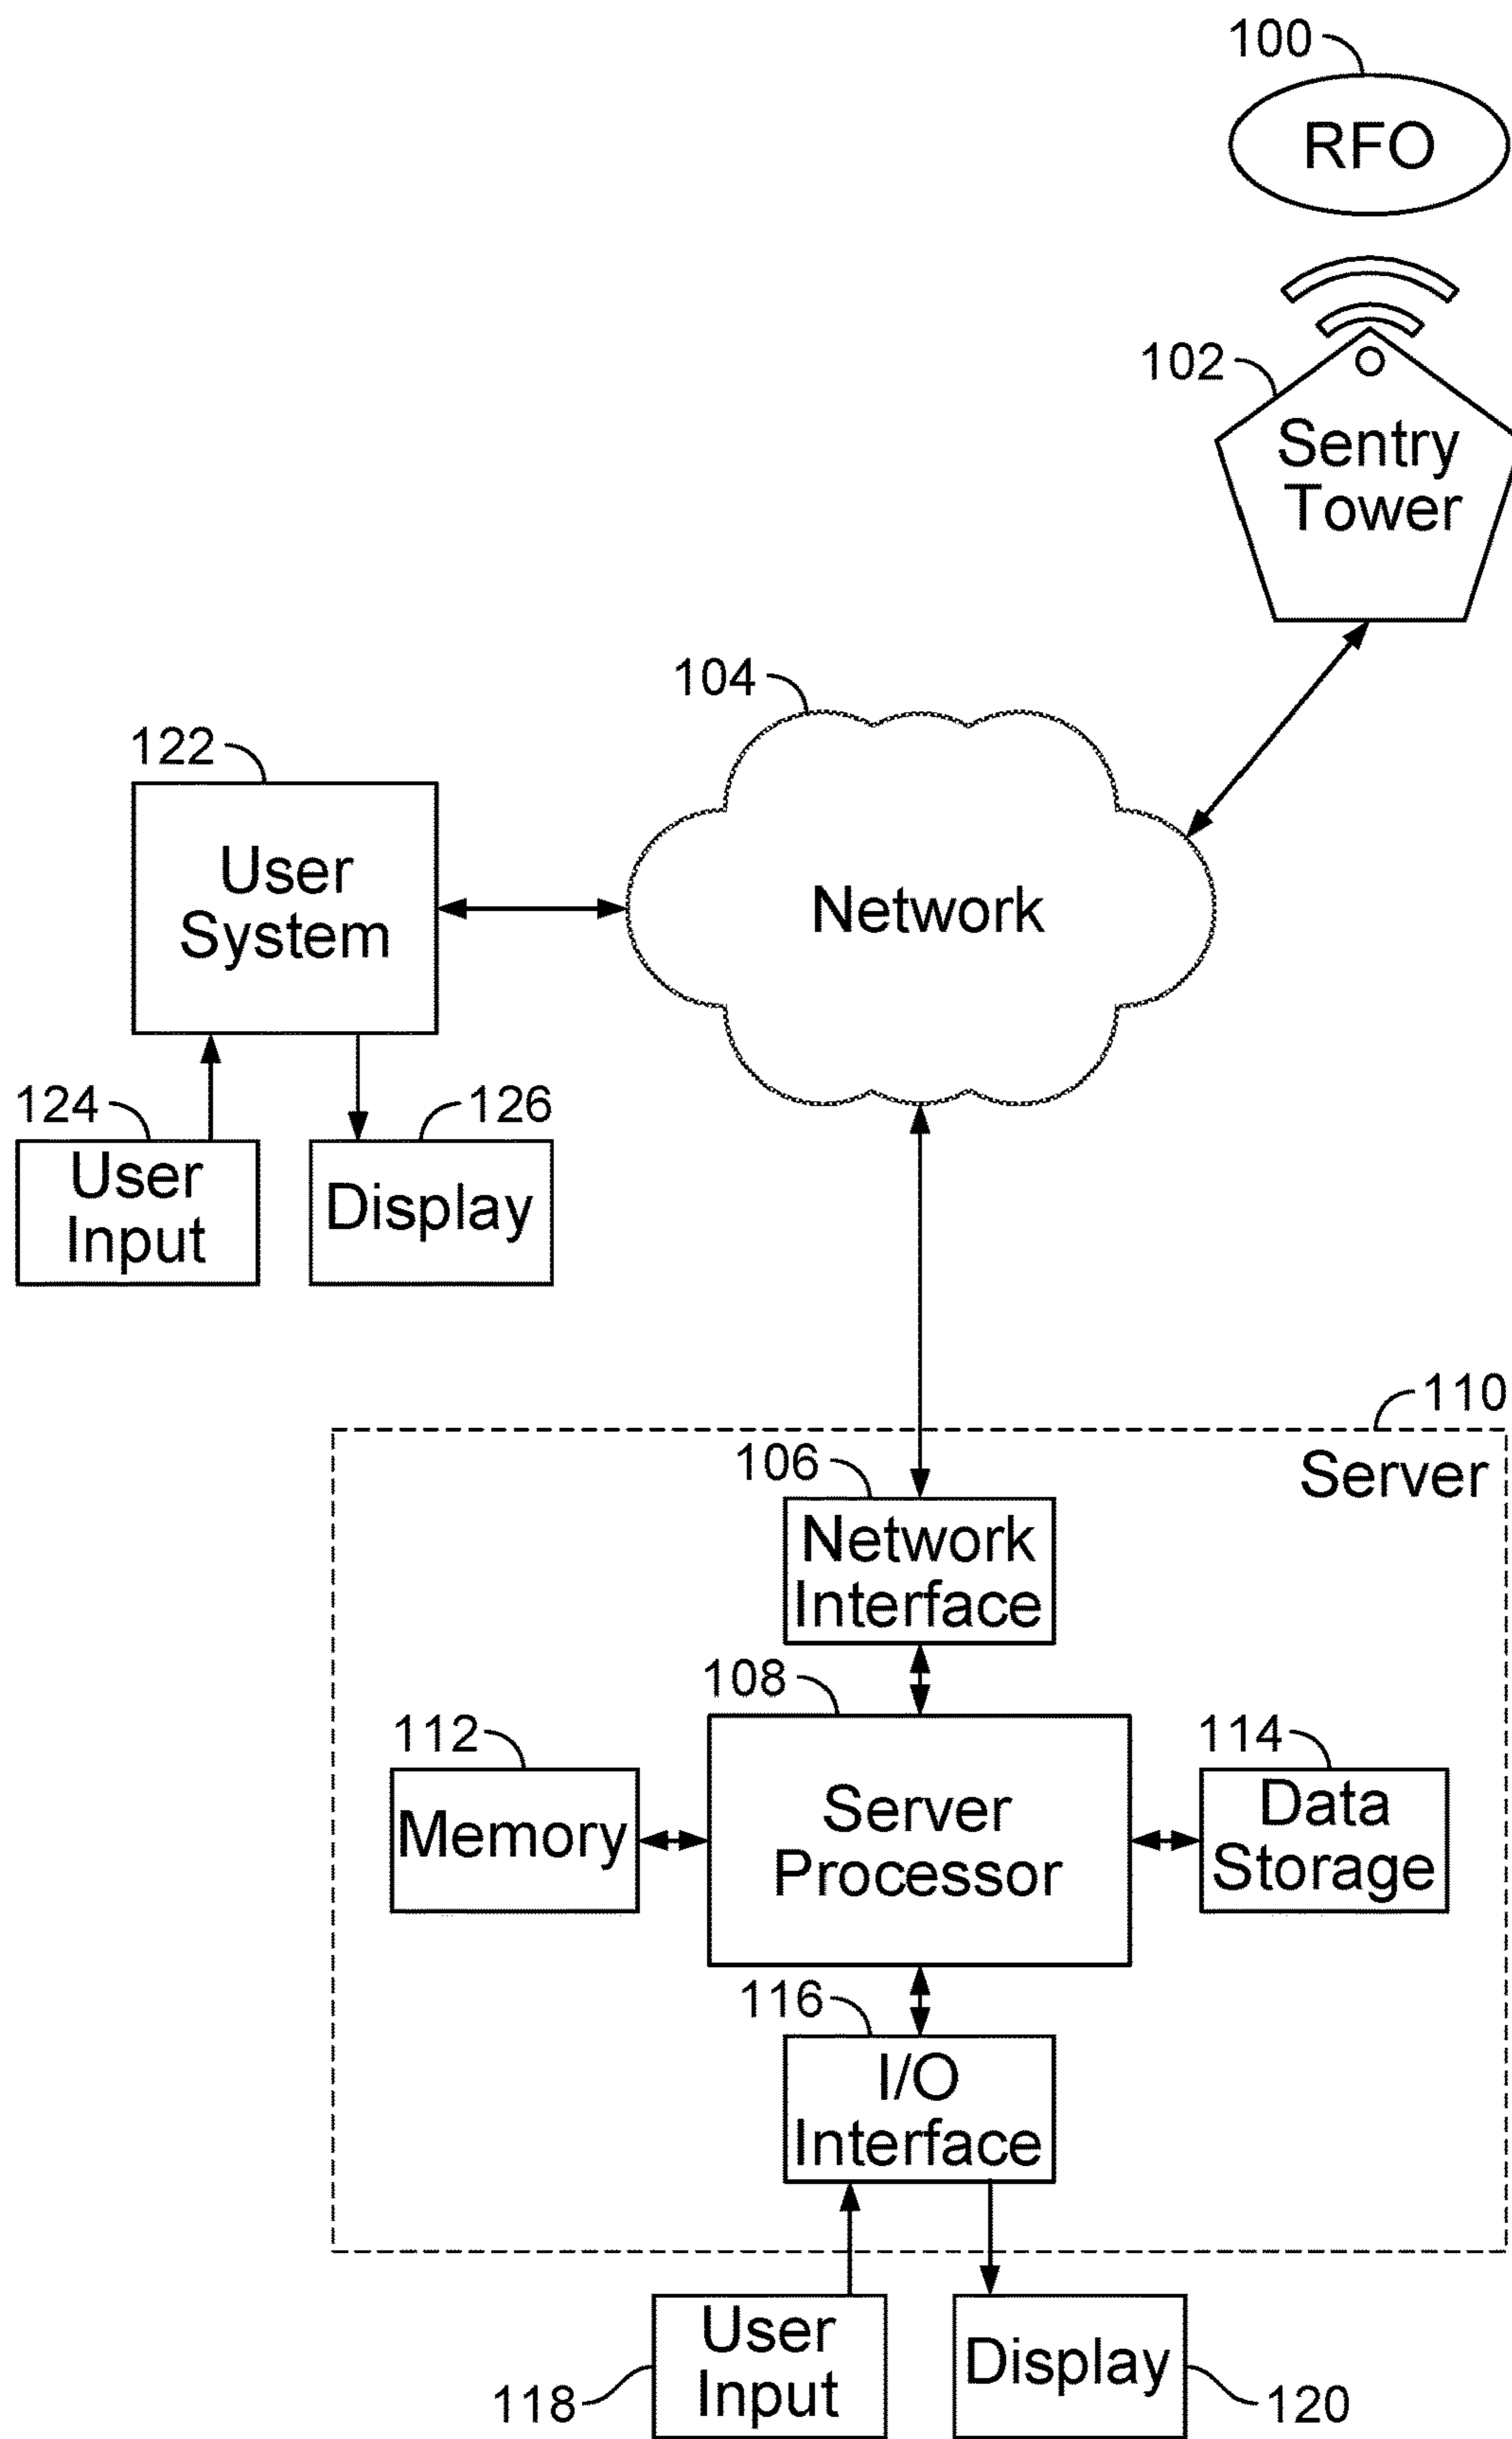 100
RFO
102
Sentry
Tower
104
122
User
System
Network
124
126
User
Input
Display
110
Server
106
Network
Interface
108
112
114
Memory
Server
Processor
Data
Storage
116
I/O
Interface
User
Input
Display
118
120